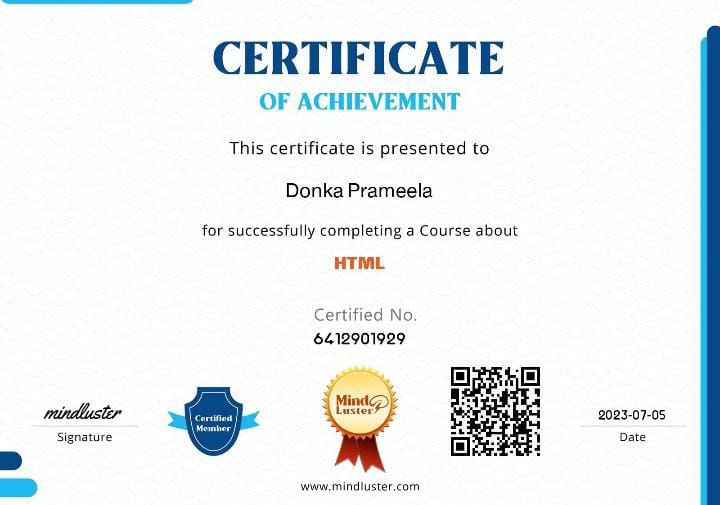 CERTIFICATE
OF ACHIEVEMENT
This certificate is presented to
Donka Prameela
for successfully completing a Course about
HTML
Certified No.
6412901929
mindluster
Signature
Certified
Member
Mind
Luster
2023-07-05
Date
www.mindluster.com